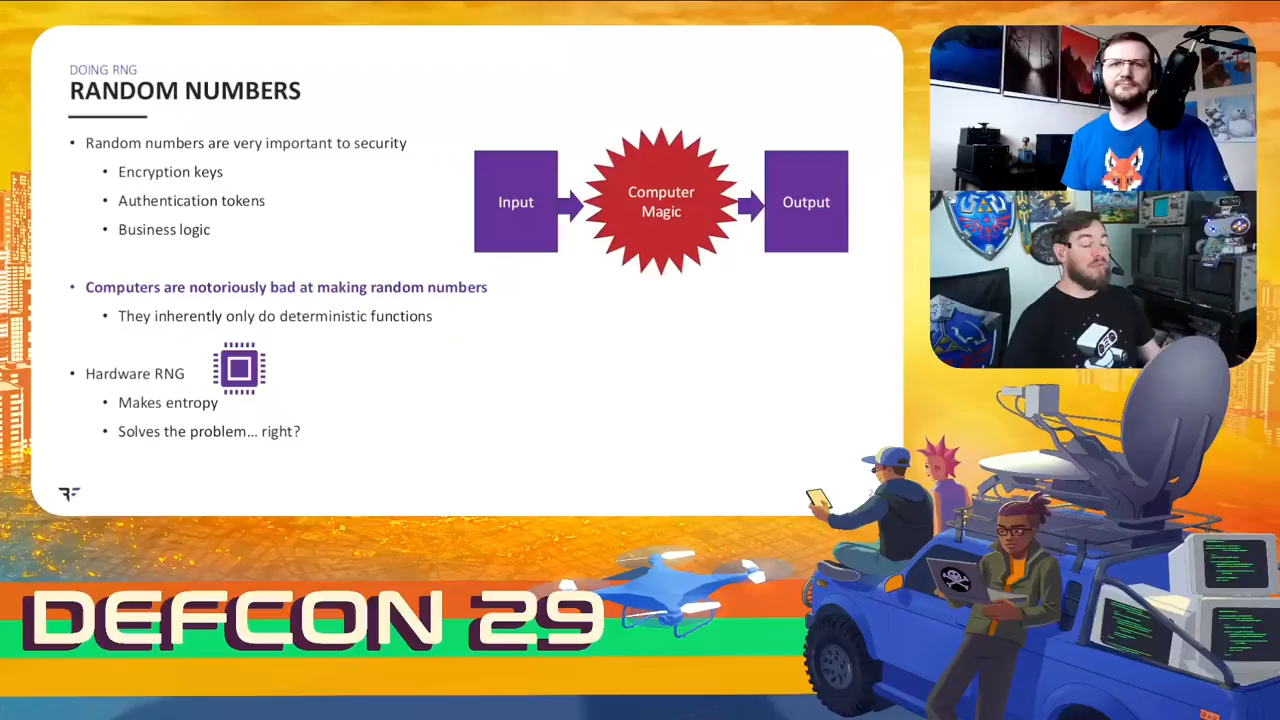 DOING RNG
RANDOM NUMBERS
• Random numbers are very important to security
• Encryption keys
• Authentication tokens
• Business logic
• Computers are notoriously bad at making random numbers
• They inherently only do deterministic functions
• Hardware RNG
• Makes entropy
• Solves the problem... right?
Input
Computer
Magic
Output
DEFCON 29